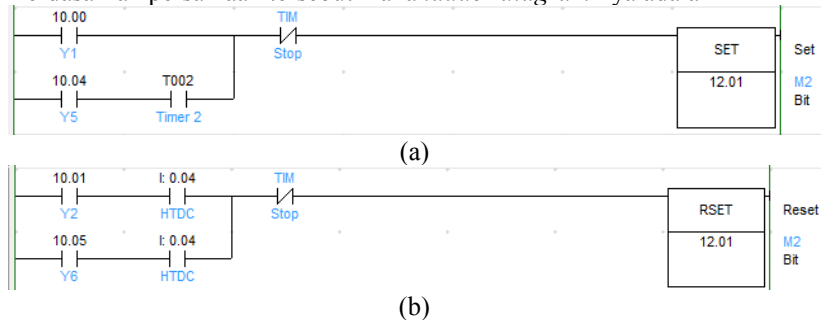 10.00 TIM
Y1 Stop SET Set
10.04 T002 12.01 M2
Y5 Timer 2 Bit
(a)
10.01 I: 0.04 TIM
Y2 HTDC Stop RSET Reset
10.05 I: 0.04 12.01 M2
Y6 HTDC Bit
(b)